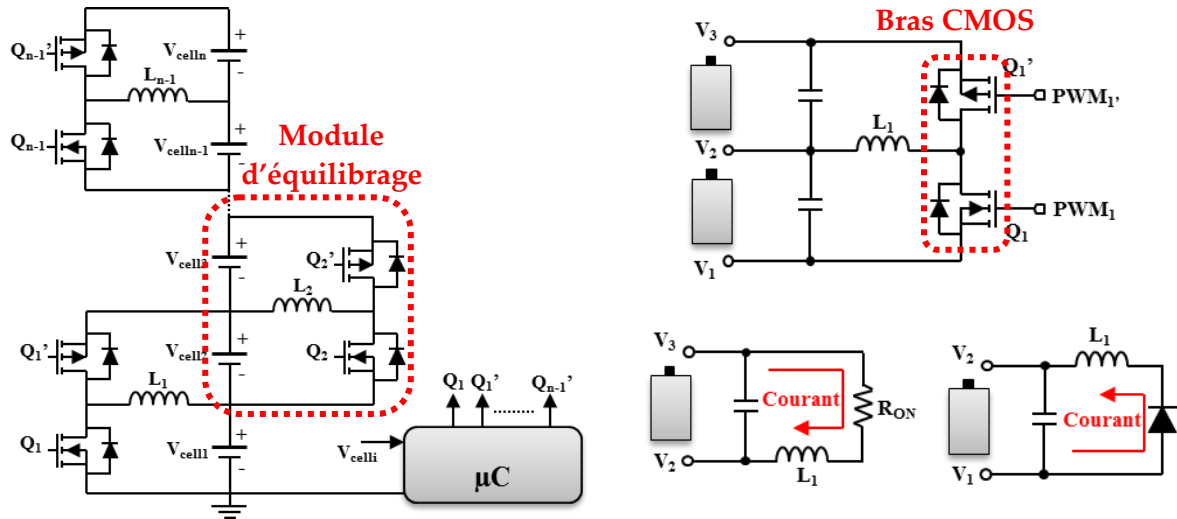 Qn-1’
Vcelln
+
-
Ln-1
Qn-1
Vcelln-1
+
-
Module
d’équilibrage
Vcell3
+
-
Q2’
L2
Q1’
Vcell2
+
-
Q2
L1
Q1
Vcell1
+
-
Q1 Q1’ Qn-1’
Vcelli
µC
Bras CMOS
V3
Q1’
PWM1’
L1
V2
PWM1
Q1
V1
V3
Courant
RON
V2
L1
L1
V2
Courant
V1